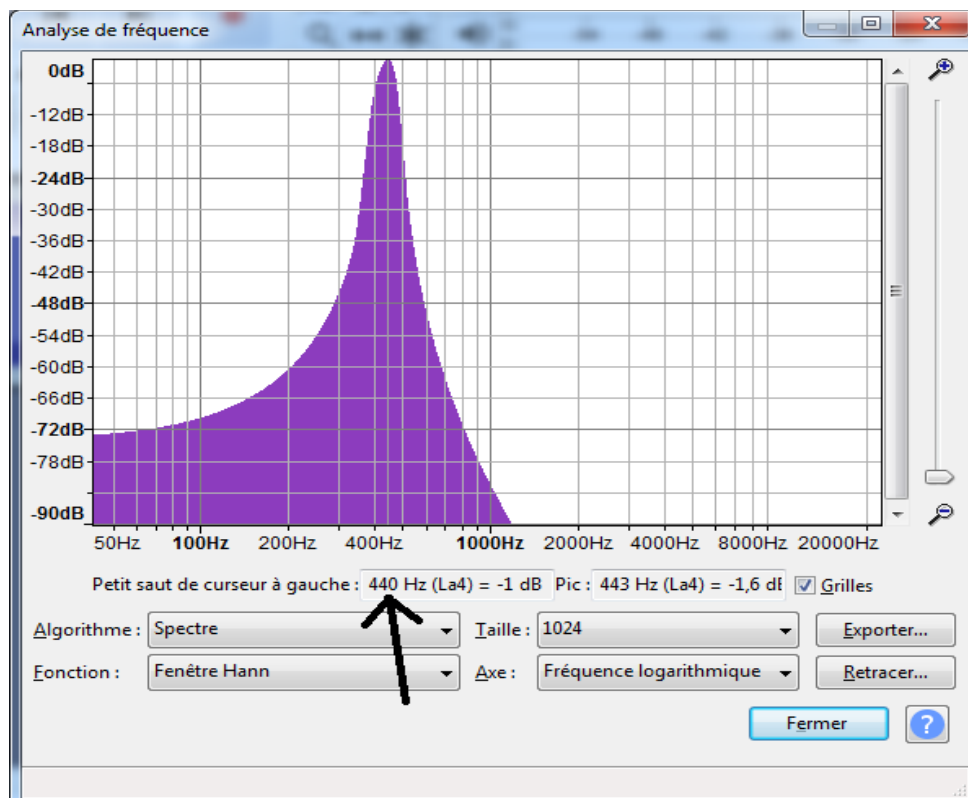 Analyse de fréquence
0dB
-12dB
-18dB
-24dB
-30dB
-36dB
-42dB
-48dB
-54dB
-60dB
-66dB
-72dB
-78dB
-90dB
50Hz 100Hz 200Hz 400Hz 1000Hz 2000Hz 4000Hz 8000Hz 20000Hz
Petit saut de curseur à gauche : 440 Hz (La4) = -1 dB Pic : 443 Hz (La4) = -1,6 dB Grilles
Algorithme : Spectre Taille : 1024 Exporter...
Fonction : Fenêtre Hann Axe : Fréquence logarithmique Retracer...
Fermer ?